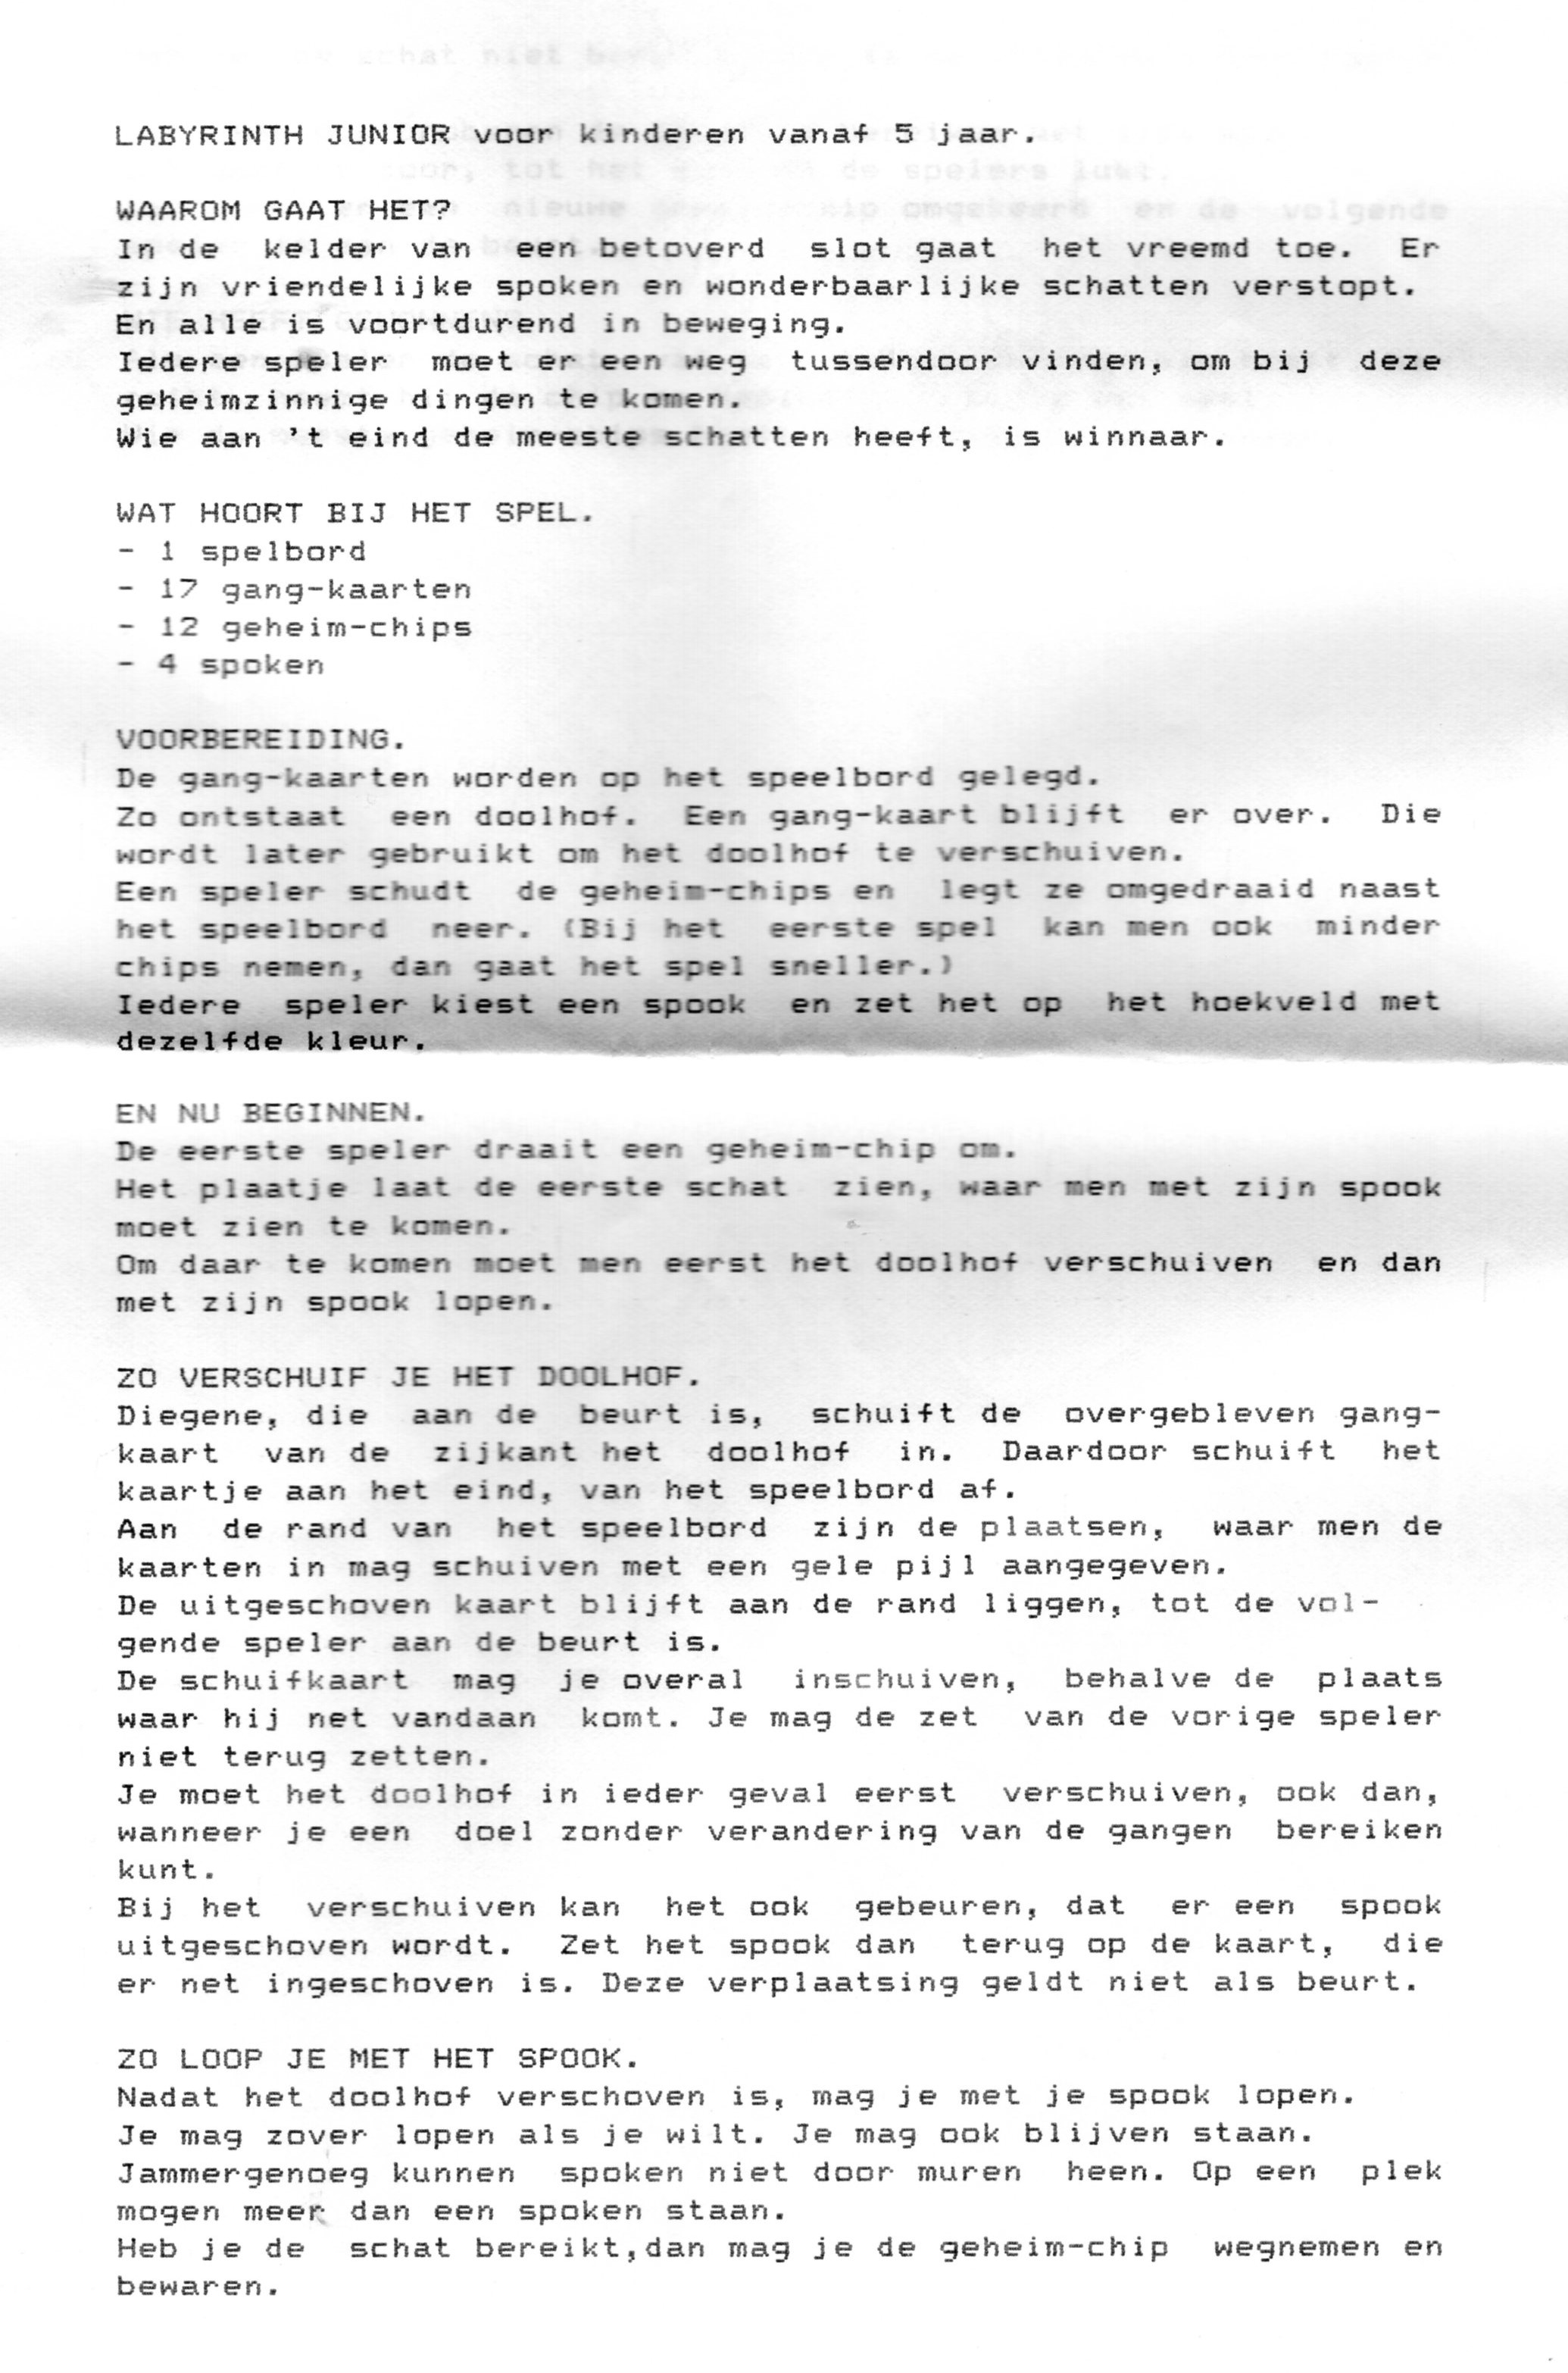 LABYRINTH JUNIOR voor kinderen vanaf 5 jaar.
WAAROM GAAT HET?
In de kelder van een betoverd slot gaat het vreemd toe. Er
zijn vriendelijke spoken en wonderbaarlijke schatten verstopt.
En alle is voortdurend in beweging.
Iedere speler moet er een weg tussendoor vinden, om bij deze
geheimzinnige dingen te komen.
Wie aan 't eind de meeste schatten heeft, is winnaar.
WAT HOORT BIJ HET SPEL.
- 1 spelbord
- 17 gang-kaarten
- 12 geheim-chips
- 4 spoken
VOORBEREIDING.
De gang-kaarten worden op het speelbord gelegd.
Zo ontstaat een doolhof. Een gang-kaart blijft er over. Die
wordt later gebruikt om het doolhof te verschuiven.
Een speler schudt de geheim-chips en legt ze omgedraaid naast
het speelbord neer. (Bij het eerste spel kan men ook minder
chips nemen, dan gaat het spel sneller.)
Iedere speler kiest een spook en zet het op het hoekveld met
dezelfde kleur.
EN NU BEGINNEN.
De eerste speler draait een geheim-chip om.
Het plaatje laat de eerste schat zien, waar men met zijn spook
moet zien te komen.
Om daar te komen moet men eerst het doolhof verschuiven en dan
met zijn spook lopen.
ZO VERSCHUIF JE HET DOOLHOF.
Diegene, die aan de beurt is, schuift de overgebleven gang-
kaart van de zijkant het doolhof in. Daardoor schuift het
kaartje aan het eind, van het speelbord af.
Aan de rand van het speelbord zijn de plaatsen, waar men de
kaarten in mag schuiven met een gele pijl aangegeven.
De uitgeschoven kaart blijft aan de rand liggen, tot de vol-
gende speler aan de beurt is.
De schuifkaart mag je overal inschuiven, behalve de plaats
waar hij net vandaan komt. Je mag de zet van de vorige speler
niet terug zetten.
Je moet het doolhof in ieder geval eerst verschuiven, ook dan,
wanneer je een doel zonder verandering van de gangen bereiken
kunt.
Bij het verschuiven kan het ook gebeuren, dat er een spook
uitgeschoven wordt. Zet het spook dan terug op de kaart, die
er net ingeschoven is. Deze verplaatsing geldt niet als beurt.
ZO LOOP JE MET HET SPOOK.
Nadat het doolhof verschoven is, mag je met je spook lopen.
Je mag zover lopen als je wilt. Je mag ook blijven staan.
Jammergenoeg kunnen spoken niet door muren heen. Op een plek
mogen meer dan een spoken staan.
Heb je de schat bereikt,dan mag je de geheim-chip wegnemen en
bewaren.